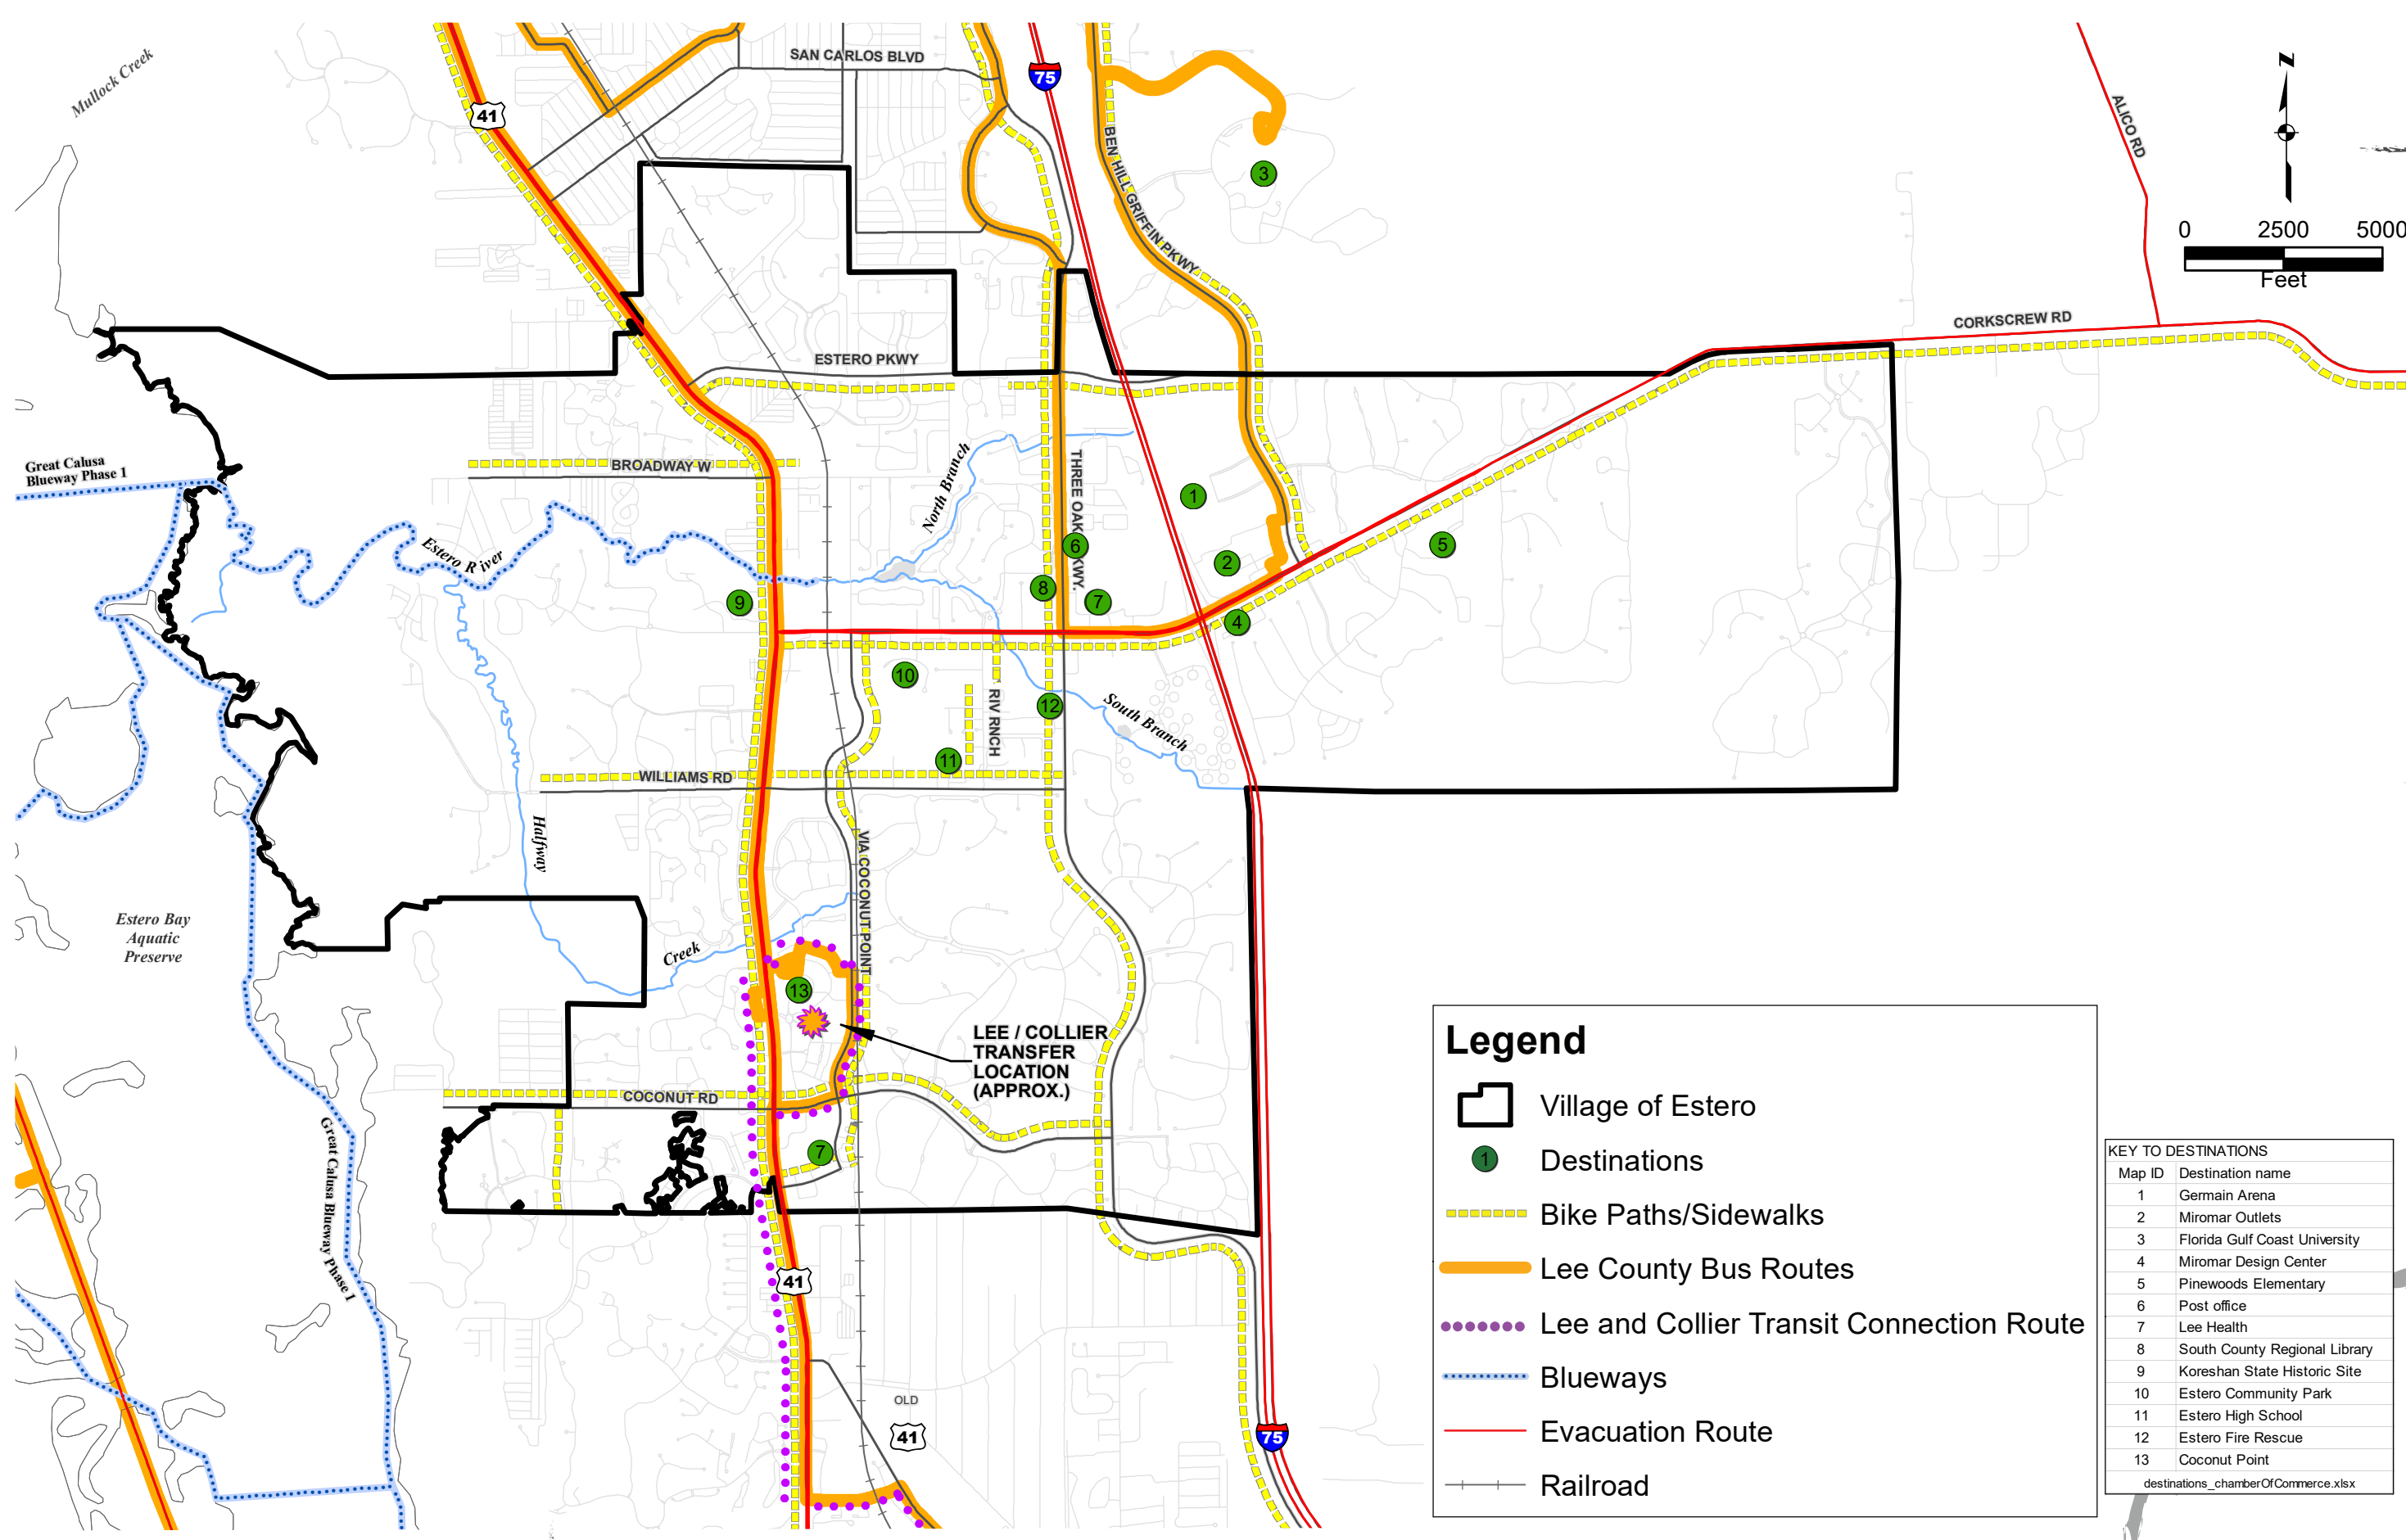 Mullock Creek
SAN CARLOS BLVD
75
41
BEN HILL GRIFFIN PKWY
ALICO RD
N
3
0 2500 5000
Feet
CORKSCREW RD
ESTERO PKWY
Great Calusa
Blueway Phase 1
BROADWAY W
North Branch
THREE OAK KWY.
1
Estero River
6
2
5
8
7
9
4
10
RIV RNCH
12
South Branch
11
WILLIAMS RD
Halfway
VIA COCONUT POINT
Estero Bay
Aquatic
Preserve
Creek
13
LEE / COLLIER
TRANSFER
LOCATION
(APPROX.)
COCONUT RD
7
Great Calusa Blueway Phase 1
41
OLD
41
75
Legend
Village of Estero
1 Destinations
Bike Paths/Sidewalks
Lee County Bus Routes
Lee and Collier Transit Connection Route
Blueways
Evacuation Route
Railroad
KEY TO DESTINATIONS
Map ID Destination name
1 Germain Arena
2 Miromar Outlets
3 Florida Gulf Coast University
4 Miromar Design Center
5 Pinewoods Elementary
6 Post office
7 Lee Health
8 South County Regional Library
9 Koreshan State Historic Site
10 Estero Community Park
11 Estero High School
12 Estero Fire Rescue
13 Coconut Point
destinations_chamberOfCommerce.xlsx